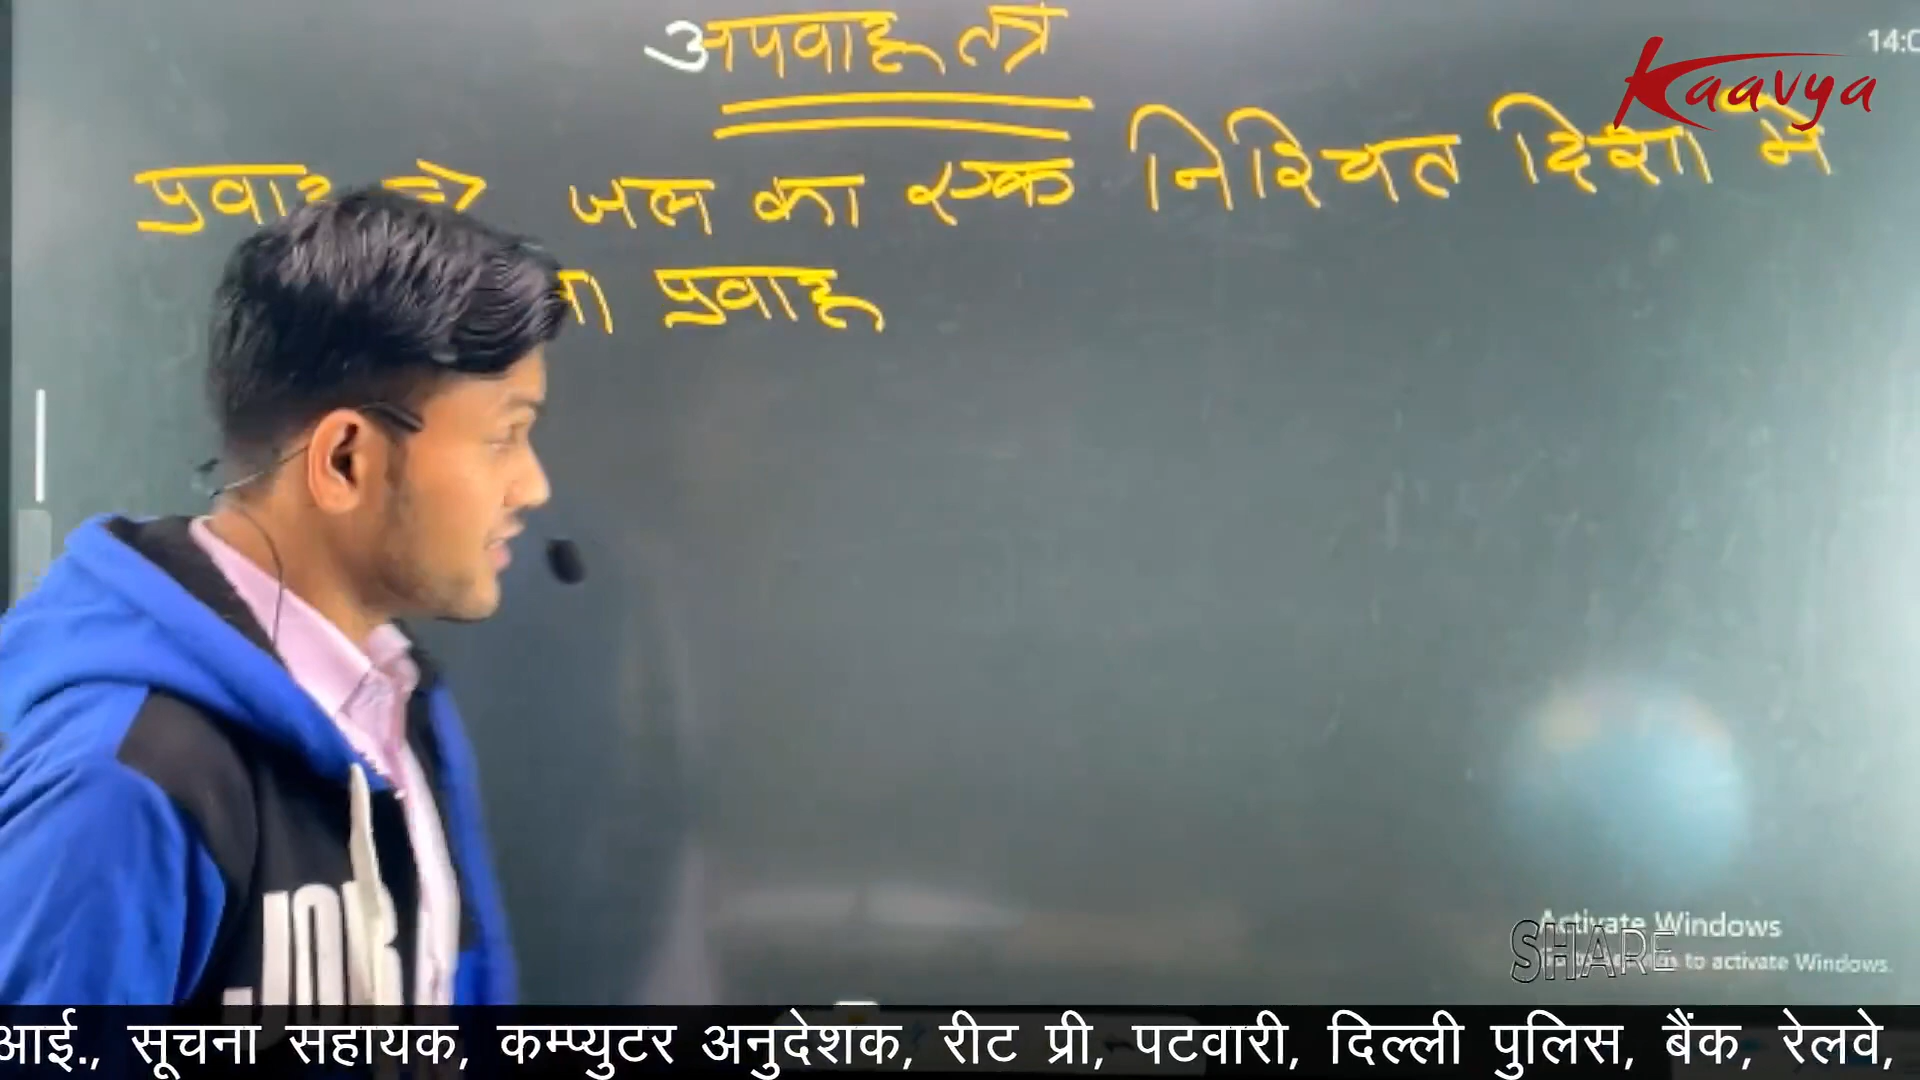 अपवाह तंत्र
14:0
Kaavya
प्रवाह जल का एक निश्चित दिशा में
प्रवाह
JOR
Activate Windows
SHARE
to activate Windows.
आई., सूचना सहायक, कम्प्युटर अनुदेशक, रीट प्री, पटवारी, दिल्ली पुलिस, बैंक, रेलवे,